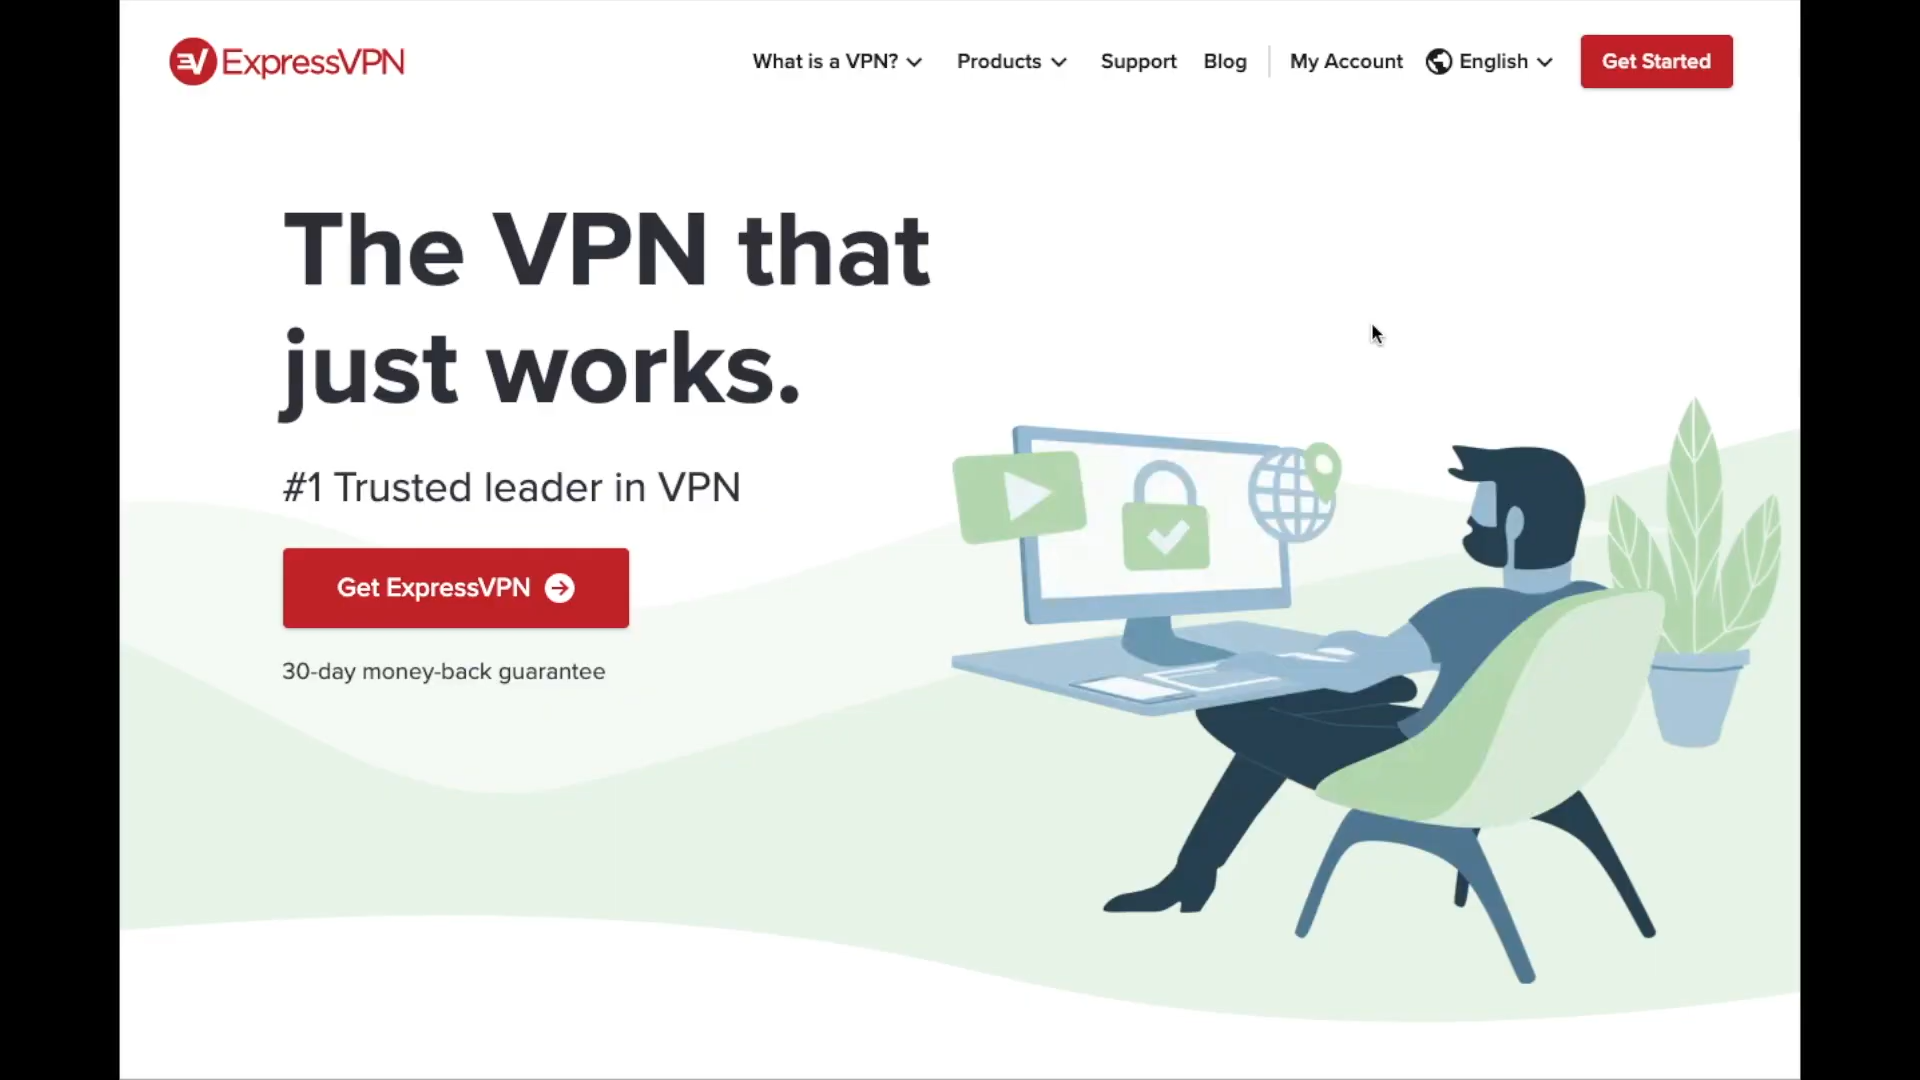 ExpressVPN
What is a VPN?
Products
Support
Blog
My Account
English
Get Started
The VPN that
just works.
#1 Trusted leader in VPN
Get ExpressVPN
30-day money-back guarantee